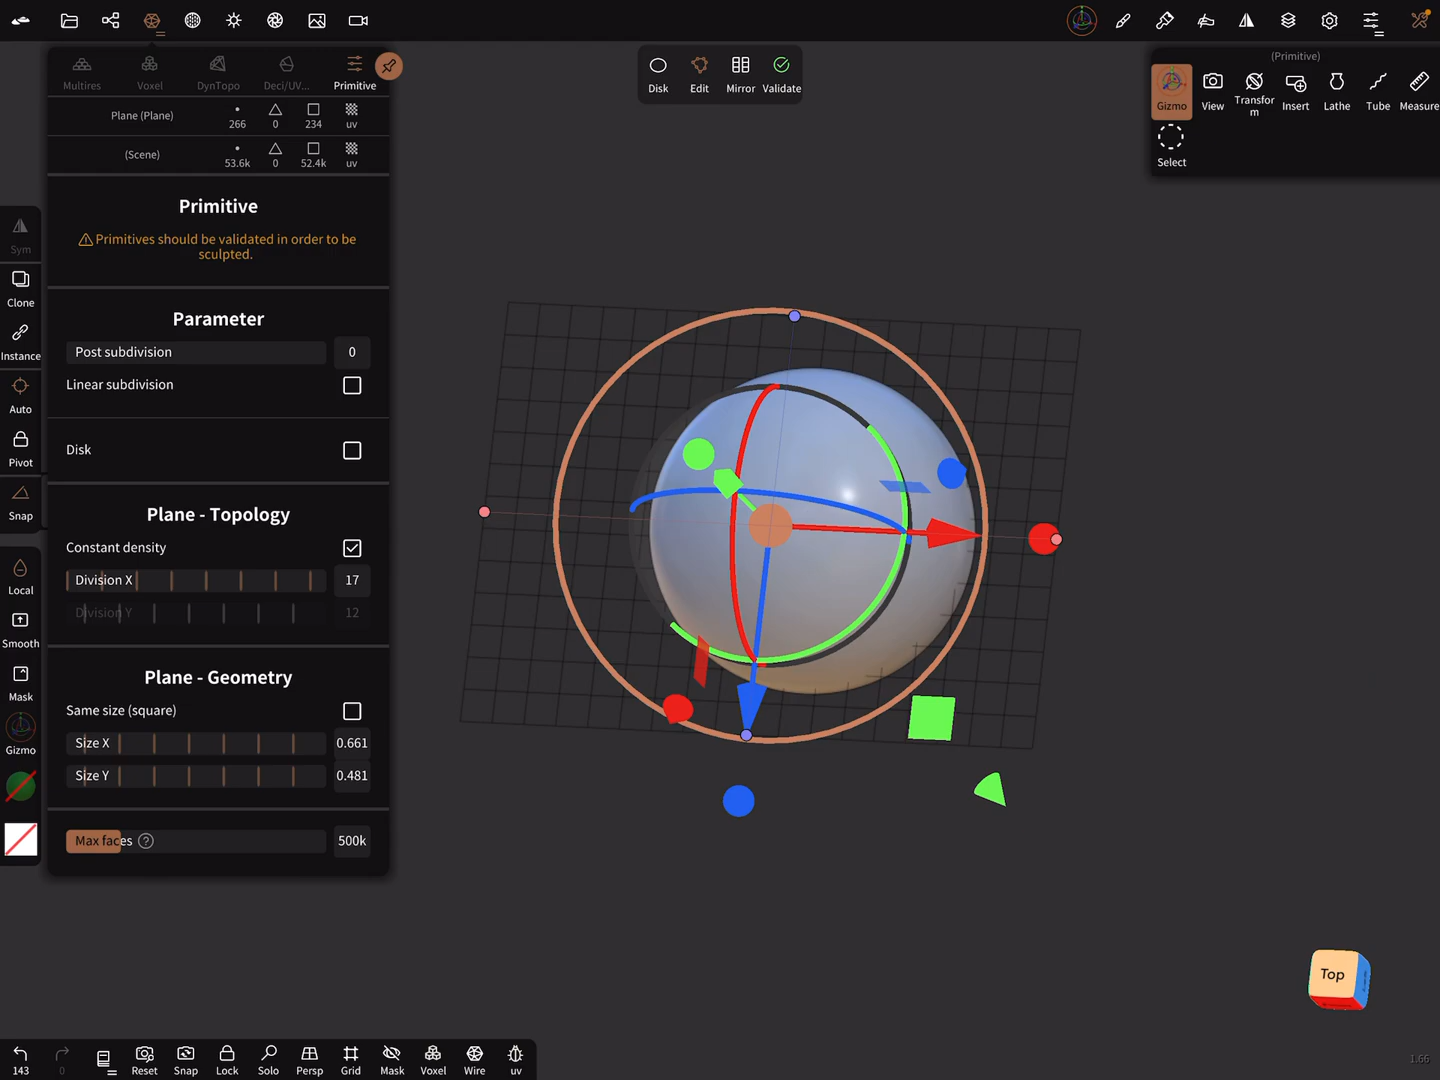 Multires
Voxel
DynTopo
Deci/UV...
Primitive
Plane (Plane)
266
0
234
uv
(Scene)
53.6k
0
52.4k
uv
Primitive
Primitives should be validated in order to be
sculpted.
Parameter
Post subdivision
0
Linear subdivision
Disk
Plane - Topology
Constant density
Division X
17
Division Y
12
Plane - Geometry
Same size (square)
Size X
0.661
Size Y
0.481
Max faces
?
500k
Sym
Clone
Instance
Auto
Pivot
Snap
Local
Smooth
Mask
Gizmo
Disk
Edit
Mirror
Validate
(Primitive)
Gizmo
View
Transfor
m
Insert
Lathe
Tube
Measure
Select
Top
143
0
Reset
Snap
Lock
Solo
Persp
Grid
Mask
Voxel
Wire
uv
1.66